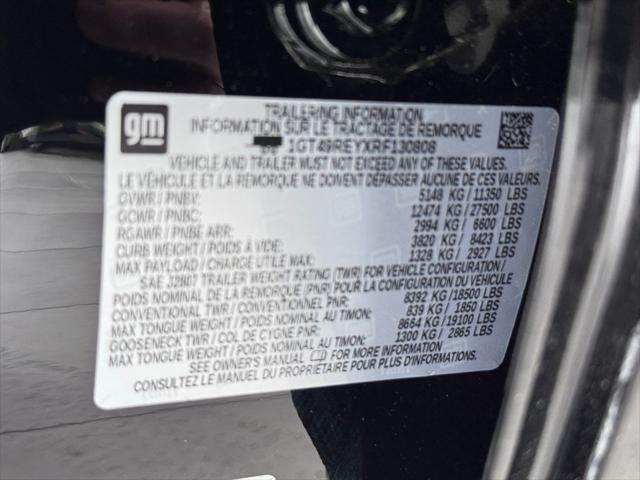 gm
TRAILERING INFORMATION
INFORMATION SUR LE TRACTAGE DE REMORQUE
1GT49REYXRF130808
VEHICLE AND TRAILER MUST NOT EXCEED ANY OF THESE RATINGS
LE VÉHICULE ET LA REMORQUE NE DOIVENT DÉPASSER AUCUNE DE CES VALEURS
GVWR / PNBV: 5148 KG / 11350 LBS
GCWR / PNBC: 12474 KG / 27500 LBS
RGAWR / PNBE ARR: 2994 KG / 6600 LBS
CURB WEIGHT / POIDS À VIDE: 3820 KG / 8423 LBS
MAX PAYLOAD / CHARGE UTILE MAX: 1328 KG / 2927 LBS
SAE J2807 TRAILER WEIGHT RATING (TWR) FOR VEHICLE CONFIGURATION /
POIDS NOMINAL DE LA REMORQUE (PNR) POUR LA CONFIGURATION DU VÉHICULE
CONVENTIONAL TWR / CONVENTIONNEL PNR: 8392 KG / 18500 LBS
MAX TONGUE WEIGHT / POIDS NOMINAL AU TIMON: 839 KG / 1850 LBS
GOOSENECK TWR / COL DE CYGNE PNR: 8664 KG / 19100 LBS
MAX TONGUE WEIGHT / POIDS NOMINAL AU TIMON: 1300 KG / 2865 LBS
SEE OWNER'S MANUAL FOR MORE INFORMATION.
CONSULTEZ LE MANUEL DU PROPRIÉTAIRE POUR PLUS D'INFORMATIONS.